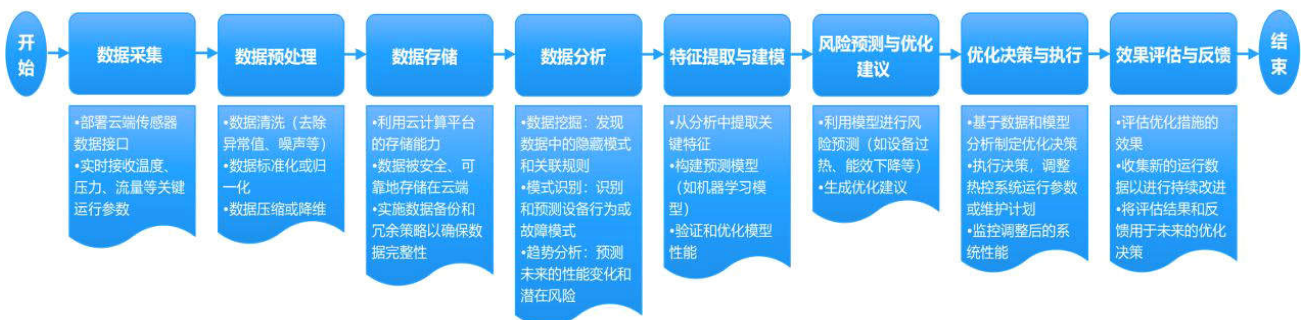 开
始
数据采集
数据预处理
数据存储
数据分析
特征提取与建模
风险预测与优化
建议
优化决策与执行
效果评估与反馈
结
束
•部署云端传感器
数据接口
•实时接收温度、
压力、流量等关键
运行参数
•数据清洗（去除
异常值、噪声等）
•数据标准化或归
一化
•数据压缩或降维
•利用云计算平台
的存储能力
•数据被安全、可
靠地存储在云端
•实施数据备份和
冗余策略以确保数
据完整性
•数据挖掘：发现
数据中的隐藏模式
和关联规则
•模式识别：识别
和预测设备行为或
故障模式
•趋势分析：预测
未来的性能变化和
潜在风险
•从分析中提取关
键特征
•构建预测模型
（如机器学习模
型）
•验证和优化模型
性能
•利用模型进行风
险预测（如设备过
热、能效下降等）
•生成优化建议
•基于数据和模型
分析制定优化决策
•执行决策，调整
热控系统运行参数
或维护计划
•监控调整后的系
统性能
•评估优化措施的
效果
•收集新的运行数
据以进行持续改进
•将评估结果和反
馈用于未来的优化
决策